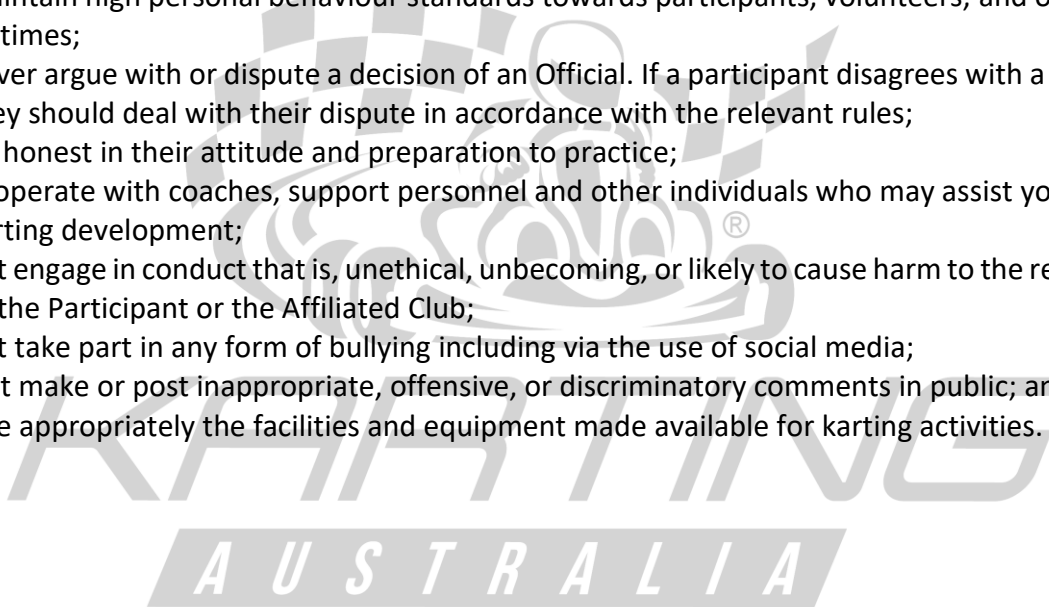 intain high personal behaviour standards towards participants, volunteers, and o
times;
ver argue with or dispute a decision of an Official. If a participant disagrees with a
ey should deal with their dispute in accordance with the relevant rules;
honest in their attitude and preparation to practice;
operate with coaches, support personnel and other individuals who may assist yo
rting development;
t engage in conduct that is, unethical, unbecoming, or likely to cause harm to the re
the Participant or the Affiliated Club;
t take part in any form of bullying including via the use of social media;
t make or post inappropriate, offensive, or discriminatory comments in public; an
e appropriately the facilities and equipment made available for karting activities.
®
KARTING
AUSTRALIA